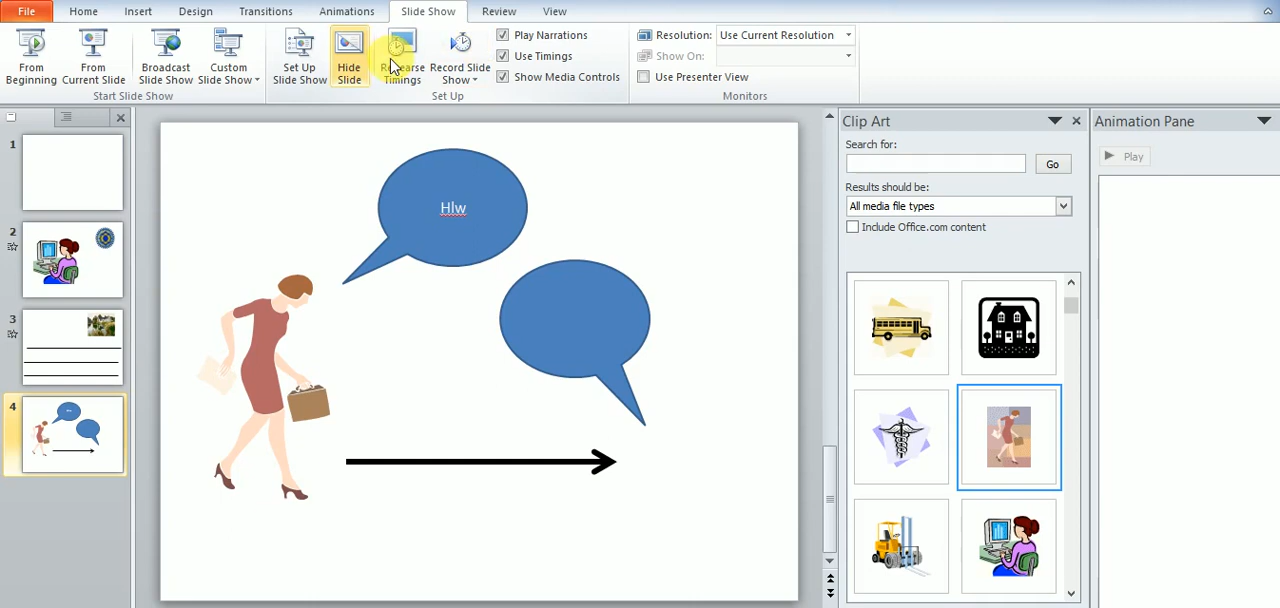 File Home Insert Design Transitions Animations Slide Show Review View
From Beginning
From Current Slide
Broadcast Slide Show
Custom Slide Show
Start Slide Show
Set Up Slide Show
Hide Slide
Rehearse Timings
Record Slide Show
Play Narrations
Use Timings
Show Media Controls
Set Up
Resolution: Use Current Resolution
Show On:
Use Presenter View
Monitors
1
2
3
4
Hlw
Clip Art
Search for:
Go
Results should be:
All media file types
Include Office.com content
Animation Pane
Play